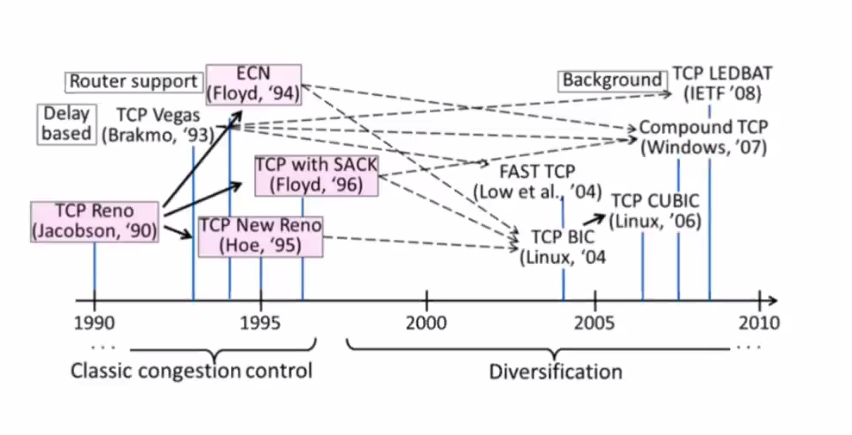 Router support
ECN
(Floyd, ‘94)
Background
TCP LEDBAT
(IETF ’08)
Delay
based
TCP Vegas
(Brakmo, ‘93)
Compound TCP
(Windows, ’07)
TCP with SACK
(Floyd, ‘96)
FAST TCP
(Low et al., ’04)
TCP Reno
(Jacobson, ‘90)
TCP New Reno
(Hoe, ‘95)
TCP CUBIC
(Linux, ‘06)
TCP BIC
(Linux, ‘04
1990
1995
2000
2005
2010
...
...
Classic congestion control
Diversification